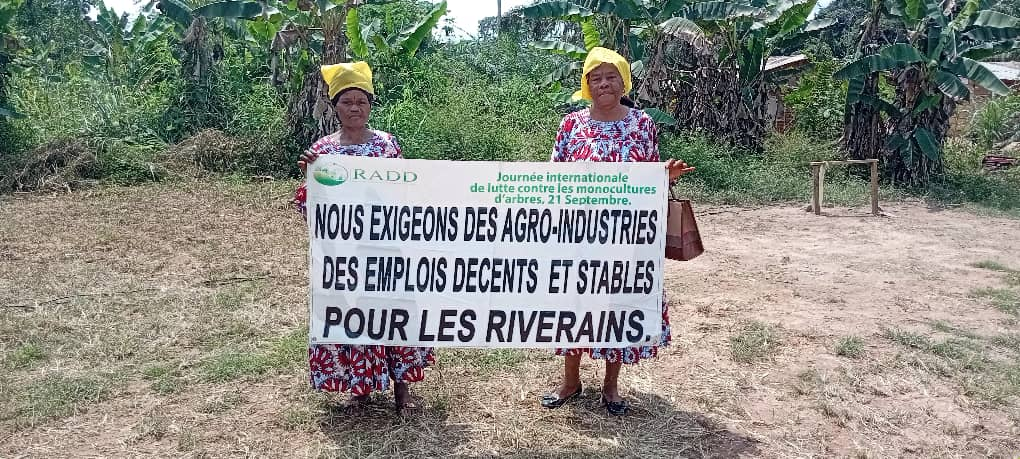 RADD
Journée internationale
de lutte contre les monocultures
d'arbres, 21 Septembre.
NOUS EXIGEONS DES AGRO-INDUSTRIES
DES EMPLOIS DECENTS ET STABLES
POUR LES RIVERAINS.